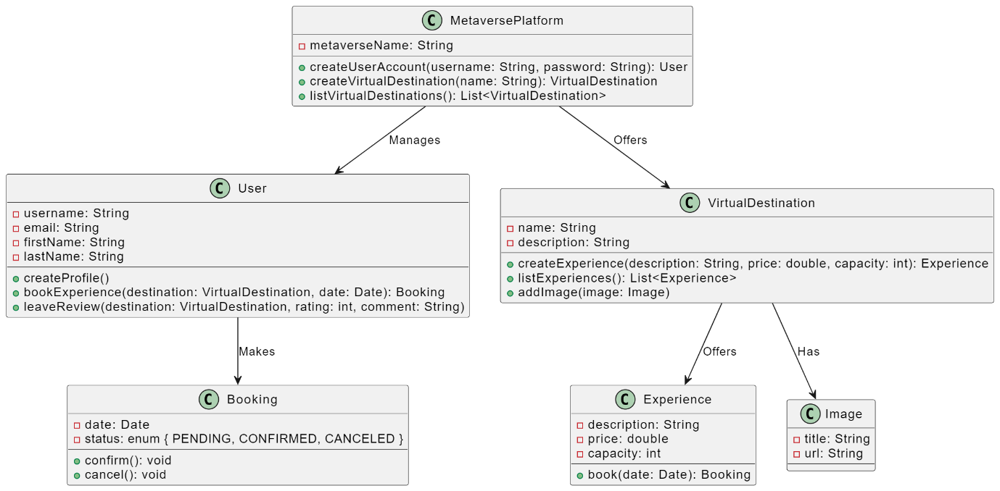 C MetaversePlatform
metaverseName: String
createUserAccount(username: String, password: String): User
createVirtualDestination(name: String): VirtualDestination
listVirtualDestinations(): List<VirtualDestination>
Manages
Offers
C User
username: String
email: String
firstName: String
lastName: String
createProfile()
bookExperience(destination: VirtualDestination, date: Date): Booking
leaveReview(destination: VirtualDestination, rating: int, comment: String)
C VirtualDestination
name: String
description: String
createExperience(description: String, price: double, capacity: int): Experience
listExperiences(): List<Experience>
addImage(image: Image)
Makes
Offers
Has
C Booking
date: Date
status: enum { PENDING, CONFIRMED, CANCELED }
confirm(): void
cancel(): void
C Experience
description: String
price: double
capacity: int
book(date: Date): Booking
C Image
title: String
url: String